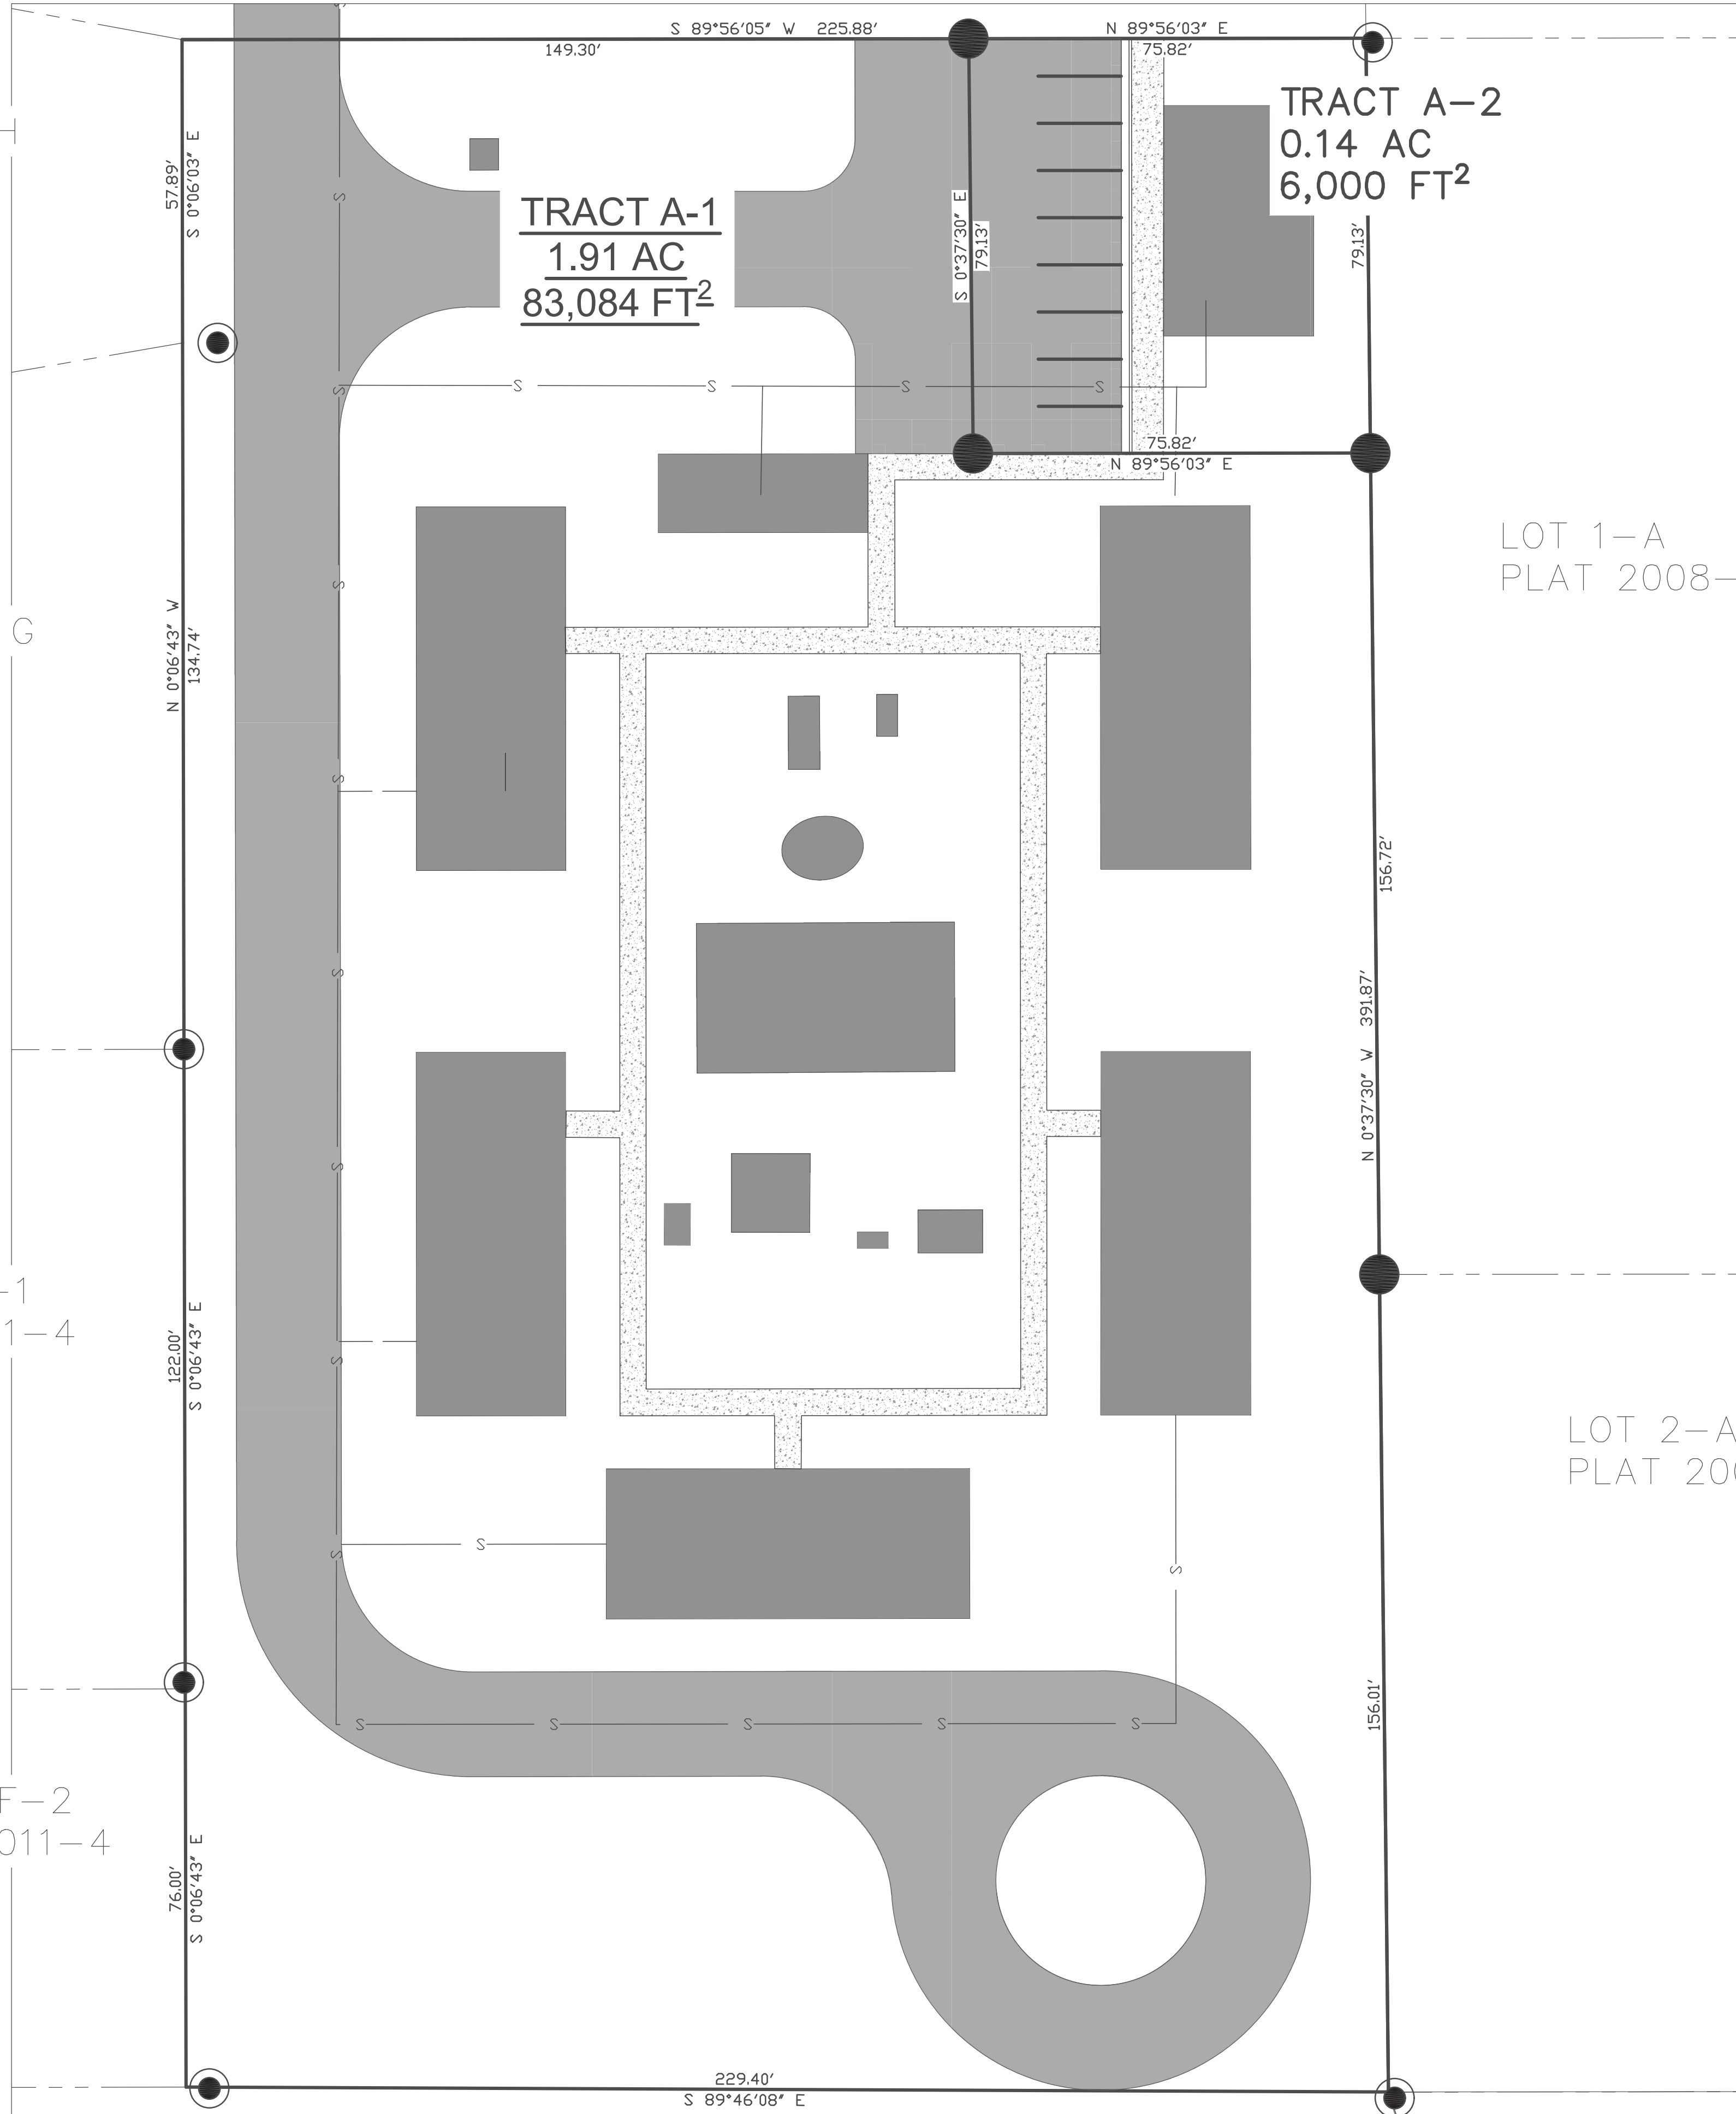 S 89°56'05" W 225.88'
N 89°56'03" E
149.30'
75.82'
TRACT A-2
0.14 AC
6,000 FT²
57.89'
S 0°06'03" E
TRACT A-1
1.91 AC
83,084 FT²
S 0°37'30" E
79.13'
79.13'
S
S
S
S
S
S
75.82'
N 89°56'03" E
LOT 1-A
PLAT 2008-
S
G
N 0°06'43" W
134.74'
S
156.72'
S
N 0°37'30" W 391.87'
S
-1
1-4
122.00'
S 0°06'43" E
S
LOT 2-A
PLAT 200
S
S
S
156.01'
S
S
S
S
S
F-2
011-4
76.00'
S 0°06'43" E
229.40'
S 89°46'08" E